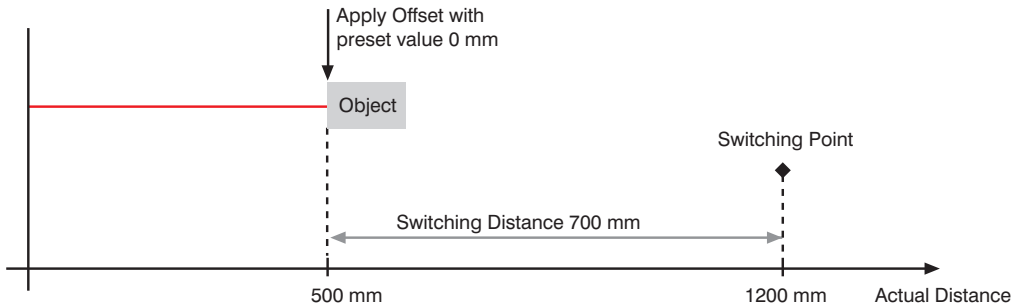 Apply Offset with
preset value 0 mm
Object
Switching Point
Switching Distance 700 mm
500 mm
1200 mm
Actual Distance